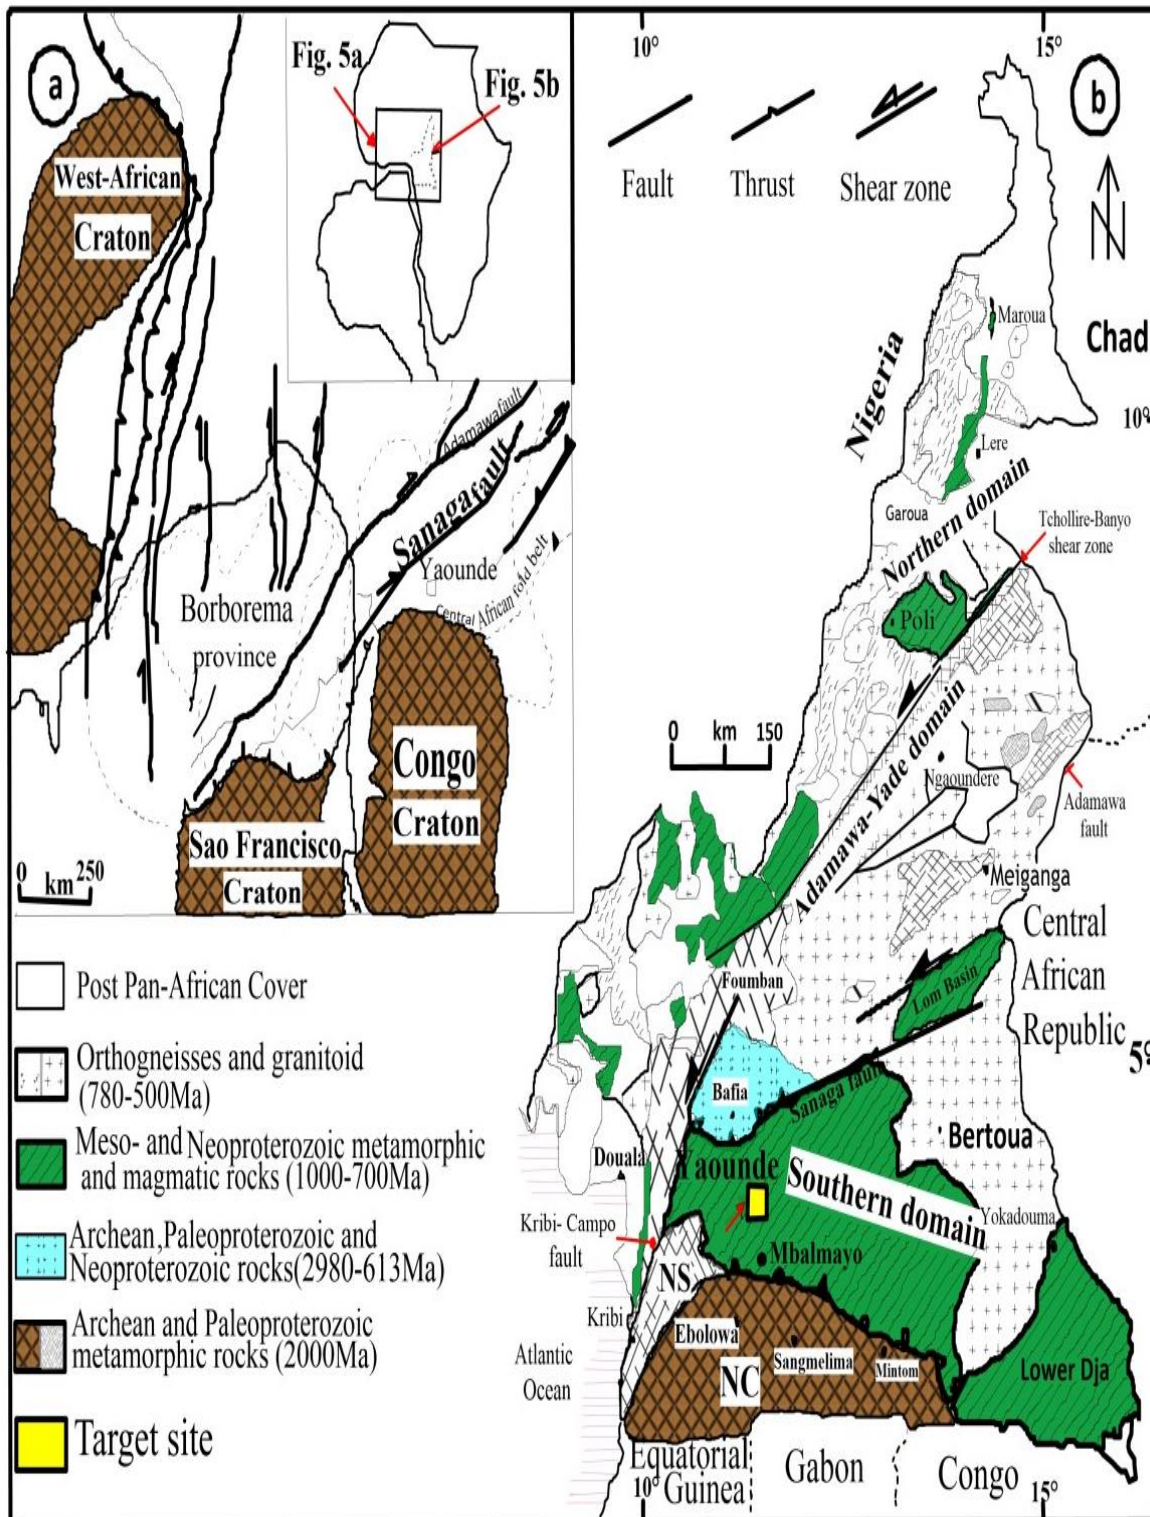 a
Fig. 5a
Fig. 5b
West-African
Craton
Adamawa fault
Sanaga fault
Yaounde
Central African fold belt
Borborema
province
Congo
Craton
Sao Francisco
Craton
0 km 250
Post Pan-African Cover
Orthogneisses and granitoid
(780-500Ma)
Meso- and Neoproterozoic metamorphic
and magmatic rocks (1000-700Ma)
Archean, Paleoproterozoic and
Neoproterozoic rocks(2980-613Ma)
Archean and Paleoproterozoic
metamorphic rocks (2000Ma)
Target site
10°
15°
b
Fault
Thrust
Shear zone
N
Maroua
Chad
Nigeria
10°
Lere
Garoua
Northern domain
Tchollire-Banyo
shear zone
Poli
0 km 150
Adamawa-Yade domain
Ngaoundere
Adamawa
fault
Meiganga
Central
African
Republic
Lom Basin
Foumban
5°
Bafia
Sanaga fault
Bertoua
Douala
Yaounde
Southern domain
Yokadouma
Kribi- Campo
fault
NS
Mbalmayo
Kribi
Ebolowa
Sangmelima
Mintom
NC
Lower Dja
Atlantic
Ocean
Equatorial
Guinea
Gabon
Congo
10°
15°